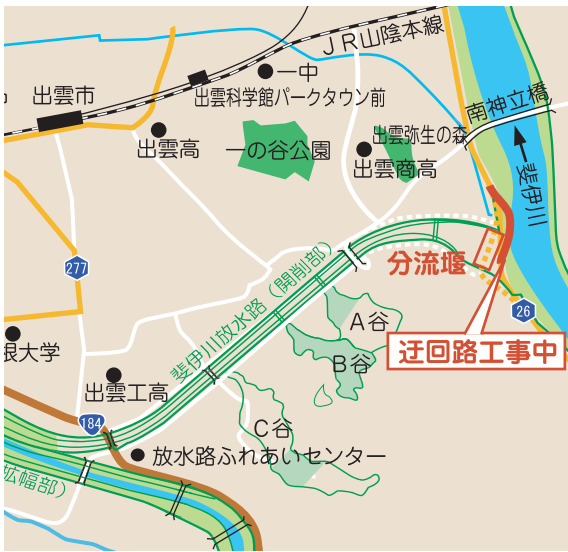 JR山陰本線
一中
出雲市
出雲科学館パークタウン前
南神立橋
出雲高
一の谷公園
出雲弥生の森
出雲商高
斐伊川
分流堰
277
斐伊川放水路（開削部）
26
A谷
迂回路工事中
根大学
B谷
出雲工高
184
C谷
放水路ふれあいセンター
拡幅部）